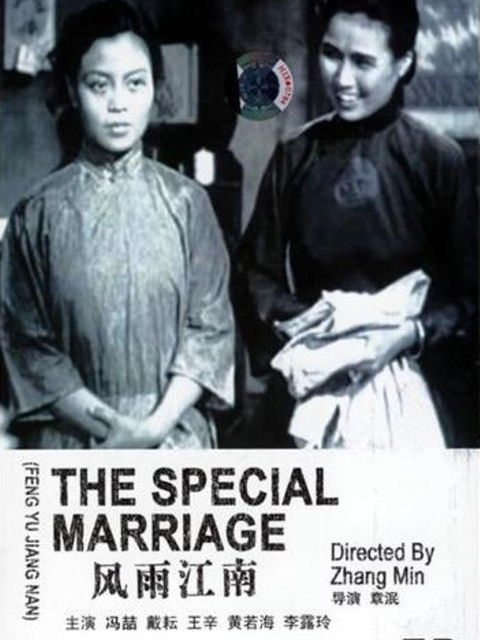 (FENG YU JIANG NAN)
THE SPECIAL
MARRIAGE
风雨江南
Directed By
Zhang Min
导演 章泯
主演 冯喆 戴耘 王辛 黄若海 李露玲